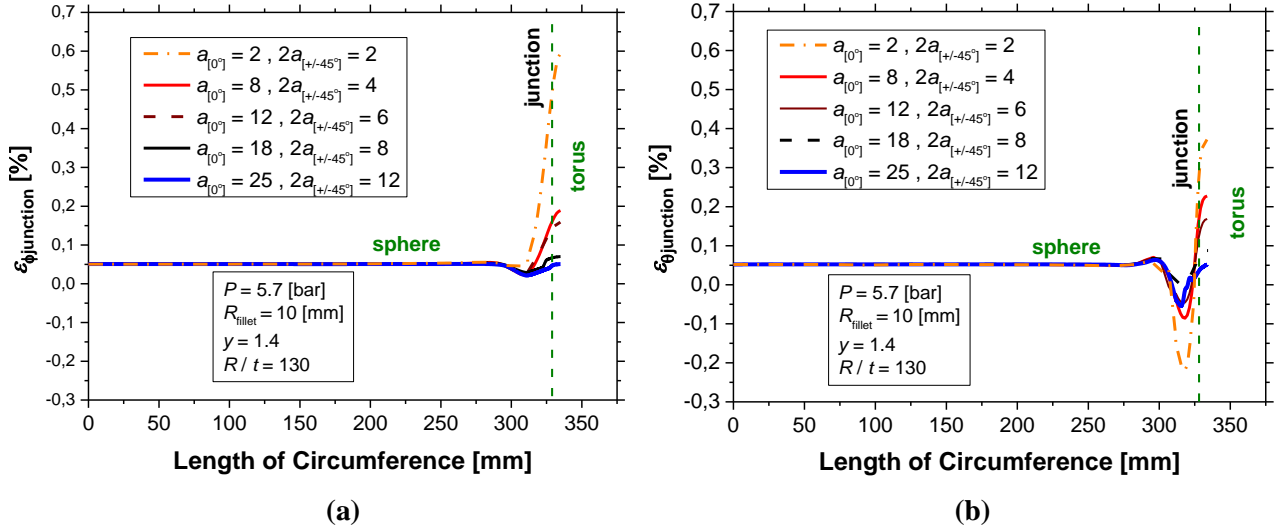 (a)
0,7
0,6
0,5
0,4
0,3
0,2
0,1
0,0
-0,1
-0,2
-0,3
εϕjunction [%]
a[0°] = 2 , 2a[+/-45°] = 2
a[0°] = 8 , 2a[+/-45°] = 4
a[0°] = 12 , 2a[+/-45°] = 6
a[0°] = 18 , 2a[+/-45°] = 8
a[0°] = 25 , 2a[+/-45°] = 12
junction
torus
sphere
P = 5.7 [bar]
Rfillet = 10 [mm]
y = 1.4
R / t = 130
0 50 100 150 200 250 300 350
Length of Circumference [mm]
(a)
(b)
0,7
0,6
0,5
0,4
0,3
0,2
0,1
0,0
-0,1
-0,2
-0,3
εθjunction [%]
a[0°] = 2 , 2a[+/-45°] = 2
a[0°] = 8 , 2a[+/-45°] = 4
a[0°] = 12 , 2a[+/-45°] = 6
a[0°] = 18 , 2a[+/-45°] = 8
a[0°] = 25 , 2a[+/-45°] = 12
junction
torus
sphere
P = 5.7 [bar]
Rfillet = 10 [mm]
y = 1.4
R / t = 130
0 50 100 150 200 250 300 350
Length of Circumference [mm]
(b)